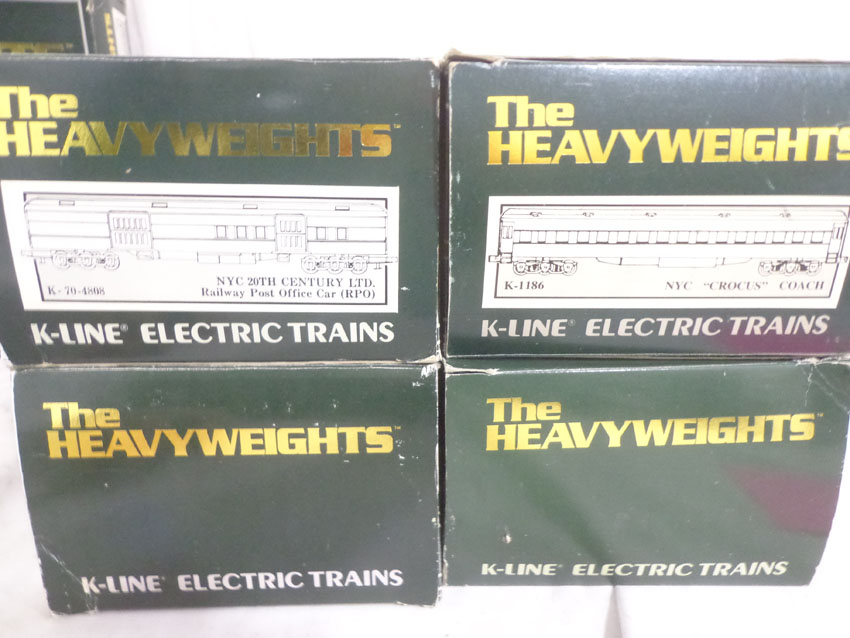 The
HEAVYWEIGHTS™
K-70-4808
NYC 20TH CENTURY LTD.
Railway Post Office Car (RPO)
K-LINE® ELECTRIC TRAINS
The
HEAVYWEIGHTS
K-1186
NYC "CROCUS" COACH
K-LINE® ELECTRIC TRAINS
The
HEAVYWEIGHTS™
K-LINE® ELECTRIC TRAINS
The
HEAVYWEIGHTS™
K-LINE® ELECTRIC TRAINS